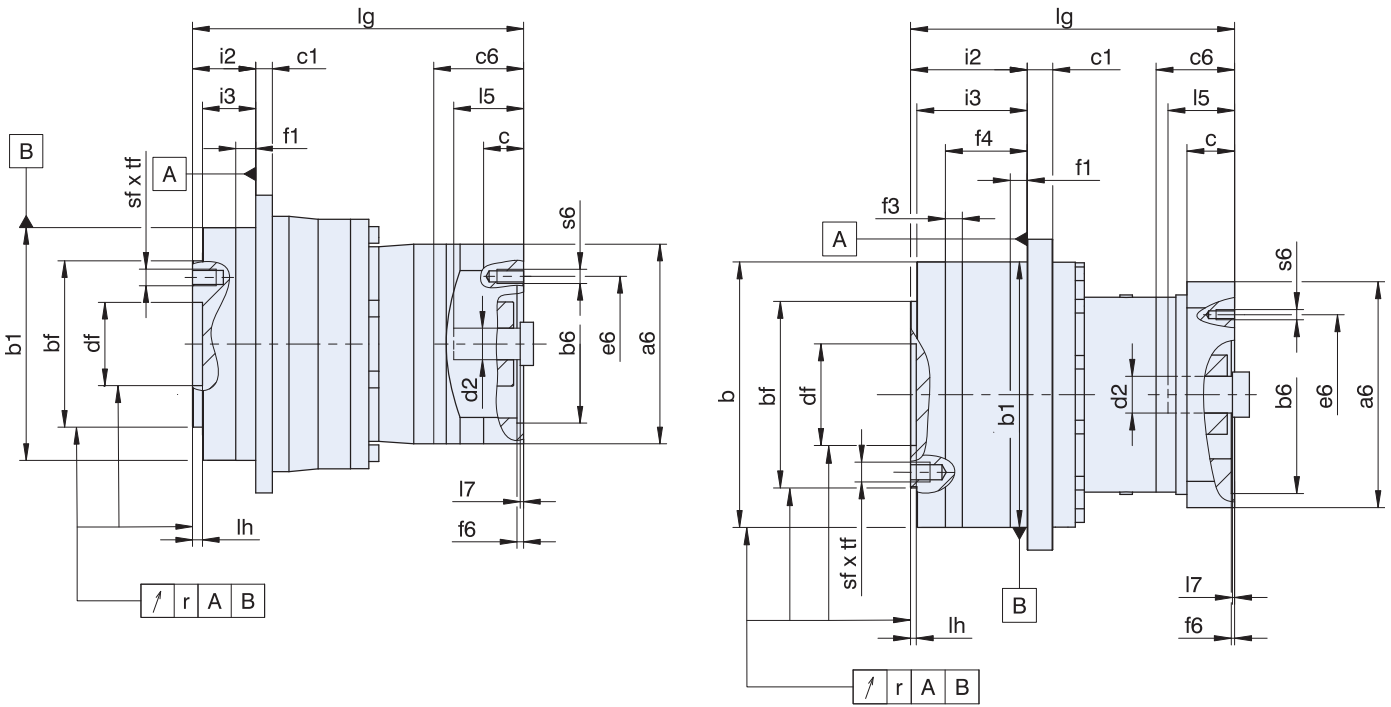 lg
i2 c1 c6
i3 l5
f1 c
B
A
sf x tf
s6
b1 bf df d2 b6 e6 a6
l7
lh f6
r A B
lg
i2 c1 c6
i3 l5
f4 c
f1
f3
A
s6
b bf df b1 d2 b6 e6 a6
sf x tf
B
l7
lh f6
r A B